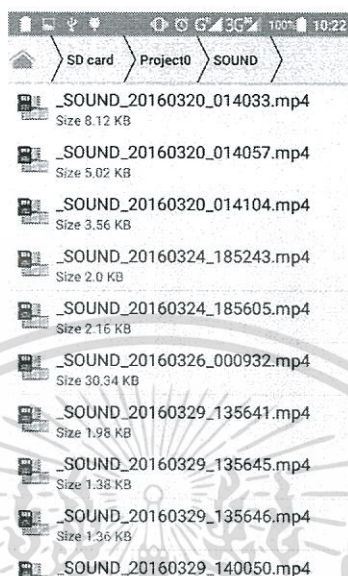 G 3G 100% 10:22
SD card Project0 SOUND
_SOUND_20160320_014033.mp4
Size 8.12 KB
_SOUND_20160320_014057.mp4
Size 5.02 KB
_SOUND_20160320_014104.mp4
Size 3.56 KB
_SOUND_20160324_185243.mp4
Size 2.0 KB
_SOUND_20160324_185605.mp4
Size 2.16 KB
_SOUND_20160326_000932.mp4
Size 30.34 KB
_SOUND_20160329_135641.mp4
Size 1.98 KB
_SOUND_20160329_135645.mp4
Size 1.38 KB
_SOUND_20160329_135646.mp4
Size 1.36 KB
_SOUND_20160329_140050.mp4